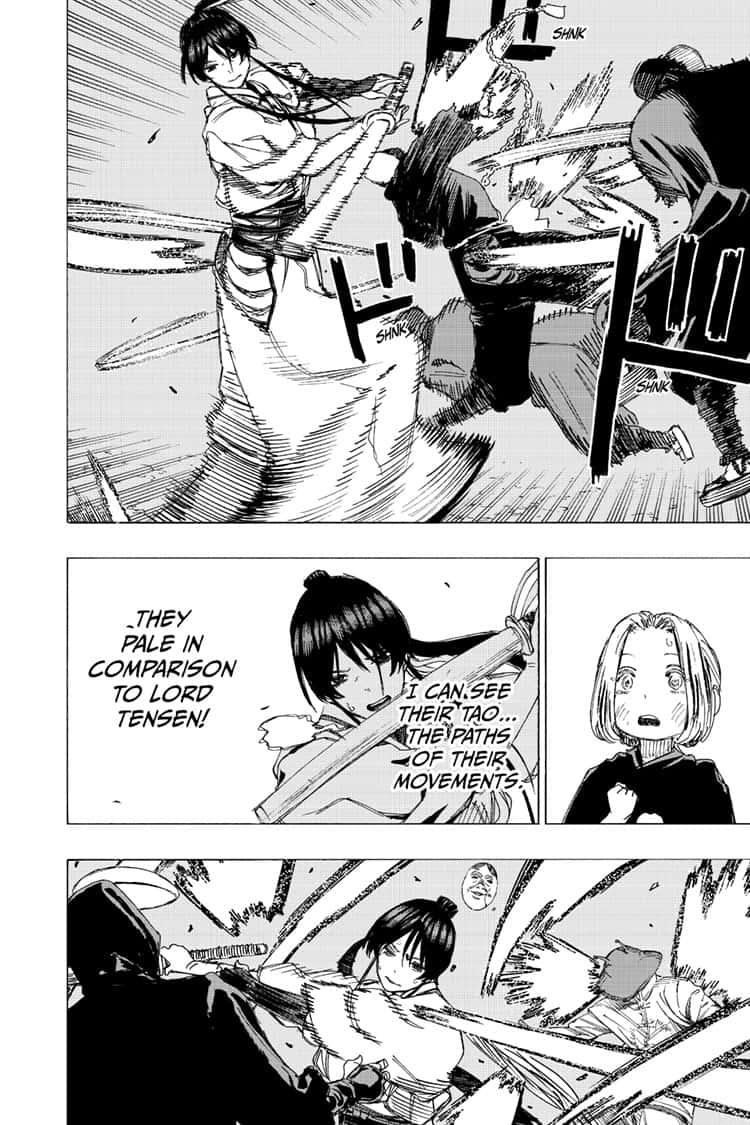 SHNK
SHNK
SHNK
SHNK
I CAN SEE
THEIR TAO...
THE PATHS
OF THEIR
MOVEMENTS.
THEY
PALE IN
COMPARISON
TO LORD
TENSEN!